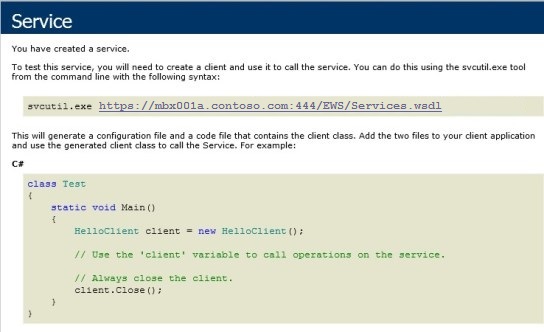 Service
You have created a service.
To test this service, you will need to create a client and use it to call the service. You can do this using the svcutil.exe tool
from the command line with the following syntax:
svcutil.exe https://mbx001a.contoso.com:444/EWS/Services.wsdl
This will generate a configuration file and a code file that contains the client class. Add the two files to your client application
and use the generated client class to call the Service. For example:
C#
class Test
{
static void Main()
{
HelloClient client = new HelloClient();
// Use the 'client' variable to call operations on the service.
// Always close the client.
client.Close();
}
}